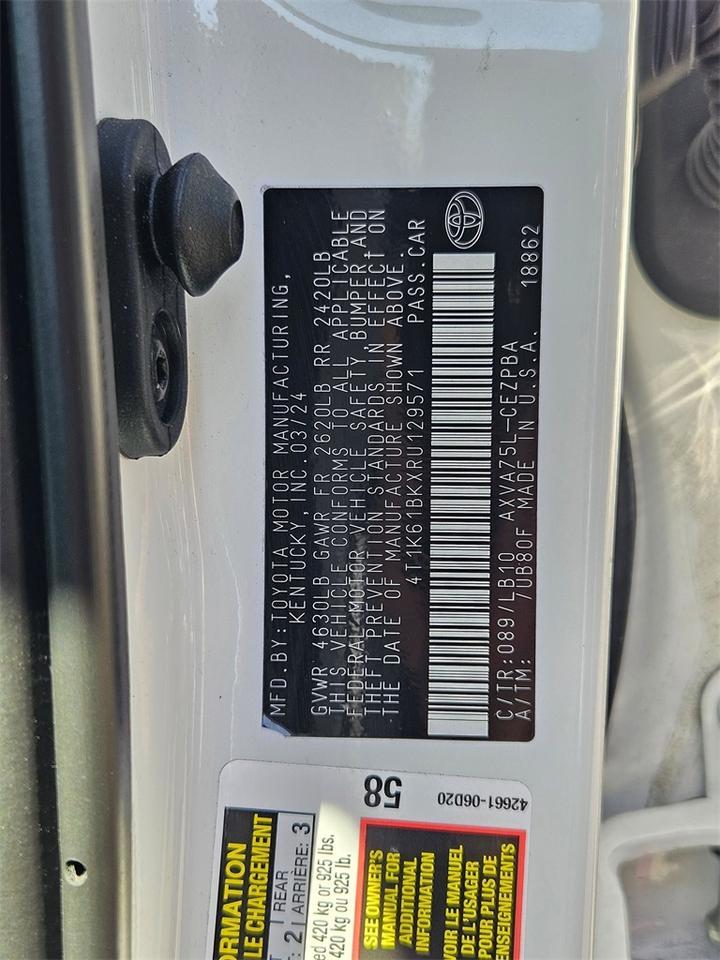 MFD.BY:TOYOTA MOTOR MANUFACTURING,
KENTUCKY, INC.03/24
GVWR 4630LB GAWR FR 2620LB RR 2420LB
THIS VEHICLE CONFORMS TO ALL APPLICABLE
FEDERAL MOTOR VEHICLE SAFETY, BUMPER AND
THEFT PREVENTION STANDARDS IN EFFECT ON
THE DATE OF MANUFACTURE SHOWN ABOVE.
4T1K61BKXRU129571 PASS.CAR
C/TR:089/LB10 AXVA75L-CEZPBA
A/TM: 7UB80F MADE IN U.S.A. 18862
58
42661-06D20
LE CHARGEMENT
2 REAR
ARRIÈRE: 3
420 kg or 925 lbs.
420 kg ou 925 lb.
SEE OWNER'S
MANUAL FOR
ADDITIONAL
INFORMATION
VOIR LE MANUEL
DE L'USAGER
POUR PLUS DE
RENSEIGNEMENTS